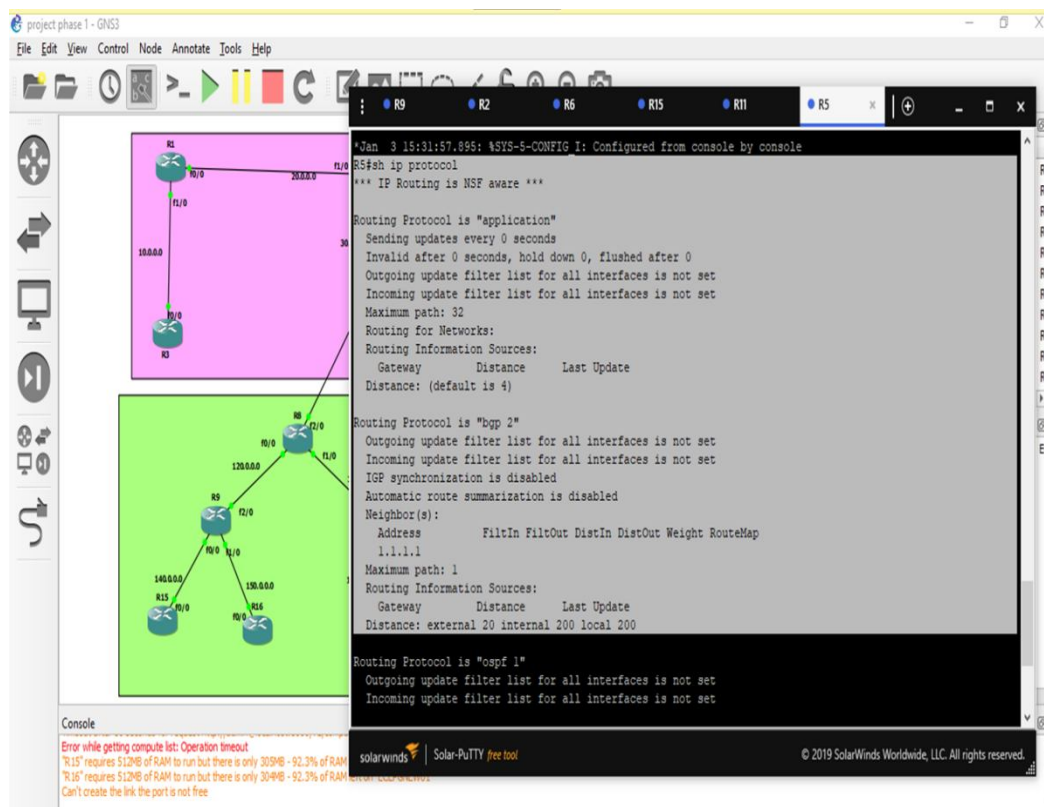 project phase 1 - GNS3
File Edit View Control Node Annotate Tools Help
R9 R2 R6 R15 R11 R5
R1
f0/0
20.0.0.0
f1/0
f1/0
10.0.0.0
30
f0/0
R3
R8
f2/0
f0/0
f1/0
120.0.0.0
R9
f2/0
f0/0
f1/0
140.0.0.0
150.0.0.0
R15
f0/0
R16
f0/0
*Jan 3 15:31:57.895: %SYS-5-CONFIG_I: Configured from console by console
R5#sh ip protocol
*** IP Routing is NSF aware ***
Routing Protocol is "application"
Sending updates every 0 seconds
Invalid after 0 seconds, hold down 0, flushed after 0
Outgoing update filter list for all interfaces is not set
Incoming update filter list for all interfaces is not set
Maximum path: 32
Routing for Networks:
Routing Information Sources:
Gateway Distance Last Update
Distance: (default is 4)
Routing Protocol is "bgp 2"
Outgoing update filter list for all interfaces is not set
Incoming update filter list for all interfaces is not set
IGP synchronization is disabled
Automatic route summarization is disabled
Neighbor(s):
Address FiltIn FiltOut DistIn DistOut Weight RouteMap
1.1.1.1
Maximum path: 1
Routing Information Sources:
Gateway Distance Last Update
Distance: external 20 internal 200 local 200
Routing Protocol is "ospf 1"
Outgoing update filter list for all interfaces is not set
Incoming update filter list for all interfaces is not set
solarwinds Solar-PuTTY free tool
© 2019 SolarWinds Worldwide, LLC. All rights reserved.
Console
Error while getting compute list: Operation timeout
"R15" requires 512MB of RAM to run but there is only 305MB - 92.3% of RAM
"R16" requires 512MB of RAM to run but there is only 304MB - 92.3% of RAM
Can't create the link the port is not free